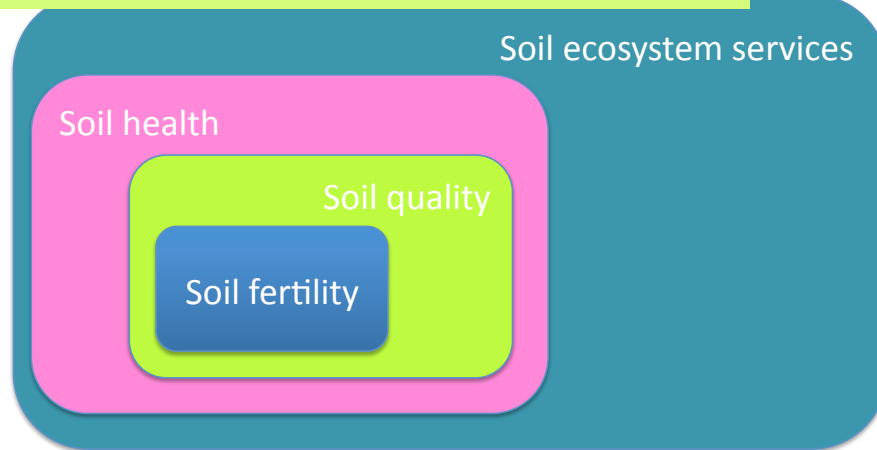 Soil ecosystem services
Soil health
Soil quality
Soil fertility